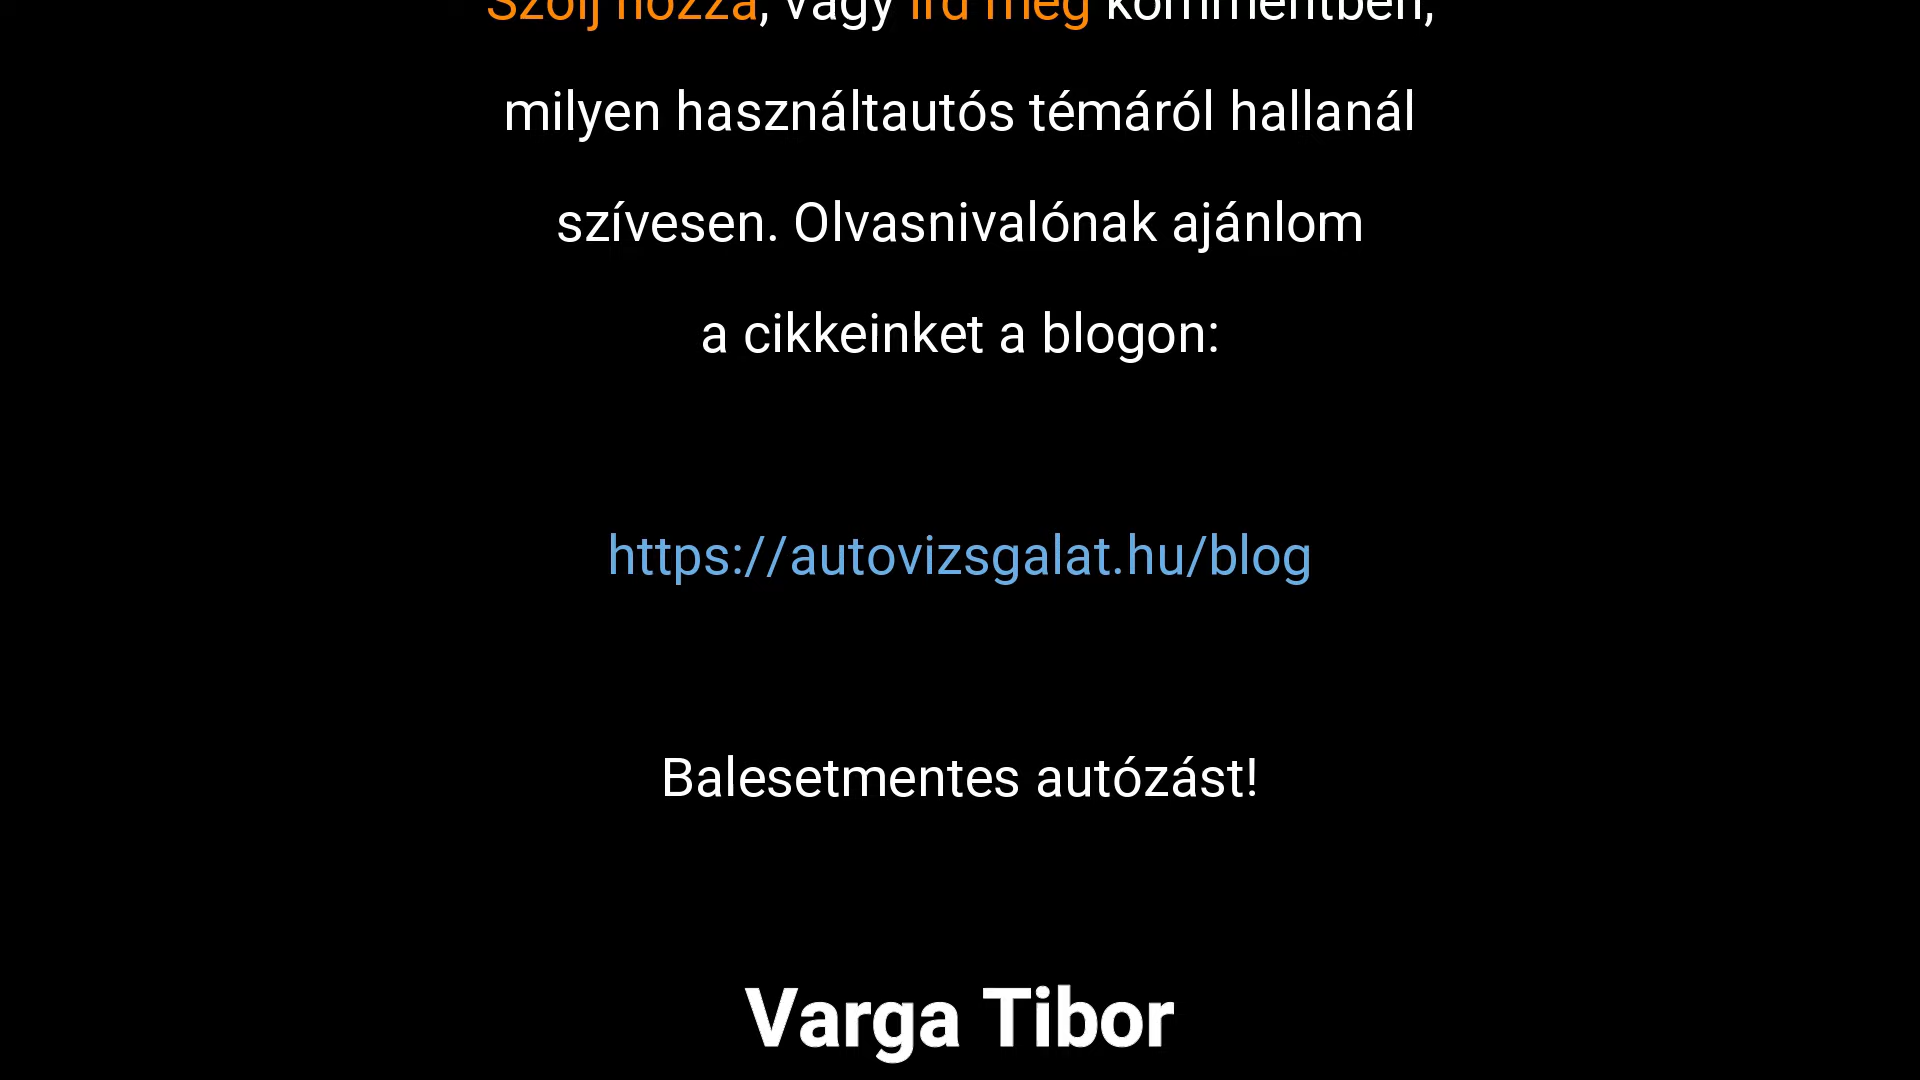 Szólj hozzá, vagy írd meg kommentben,
milyen használtautós témáról hallanál
szívesen. Olvasnivalónak ajánlom
a cikkeinket a blogon:
https://autovizsgalat.hu/blog
Balesetmentes autózást!
Varga Tibor